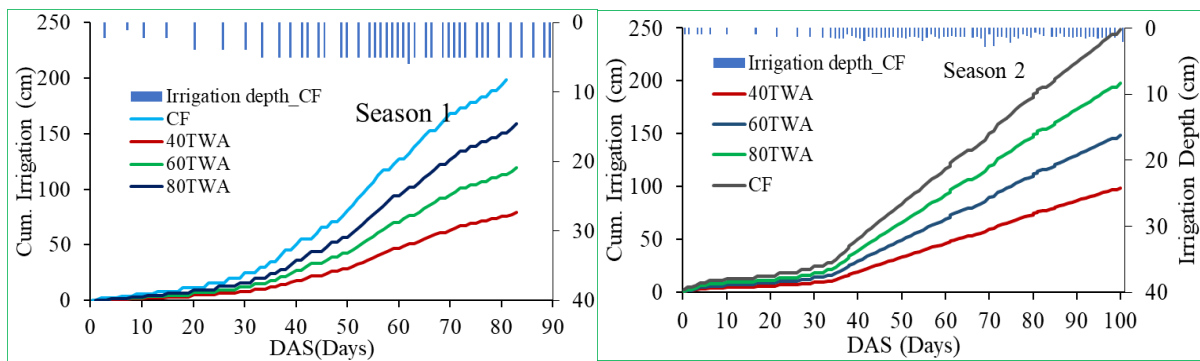 250
200
150
100
50
0
Cum. Irrigation (cm)
0
10
20
30
40
Irrigation depth_CF
CF
40TWA
60TWA
80TWA
Season 1
0 10 20 30 40 50 60 70 80 90
DAS(Days)
250
200
150
100
50
0
Cum. Irrigation (cm)
0
10
20
30
40
Irrigation Depth (cm)
Irrigation depth_CF
40TWA
60TWA
80TWA
CF
Season 2
0 10 20 30 40 50 60 70 80 90 100
DAS (Days)